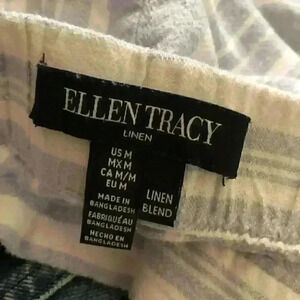 ELLEN TRACY
LINEN
US M
MX M
CA M/M
EU M
MADE IN
BANGLADESH
FABRIQUÉ AU
BANGLADESH
HECHO EN
BANGLADESH
LINEN
BLEND